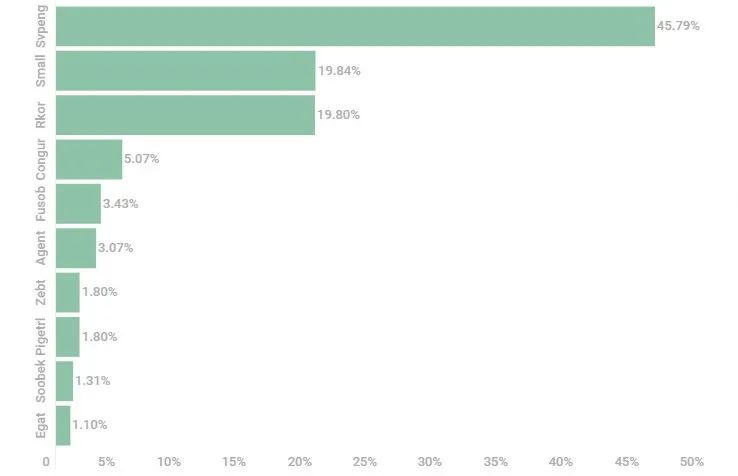 Svpeng 45.79%
Small 19.84%
Rkor 19.80%
Congur 5.07%
Fusob 3.43%
Agent 3.07%
Zebt 1.80%
Pigetrl 1.80%
Soobek 1.31%
Egat 1.10%
0 5% 10% 15% 20% 25% 30% 35% 40% 45% 50%